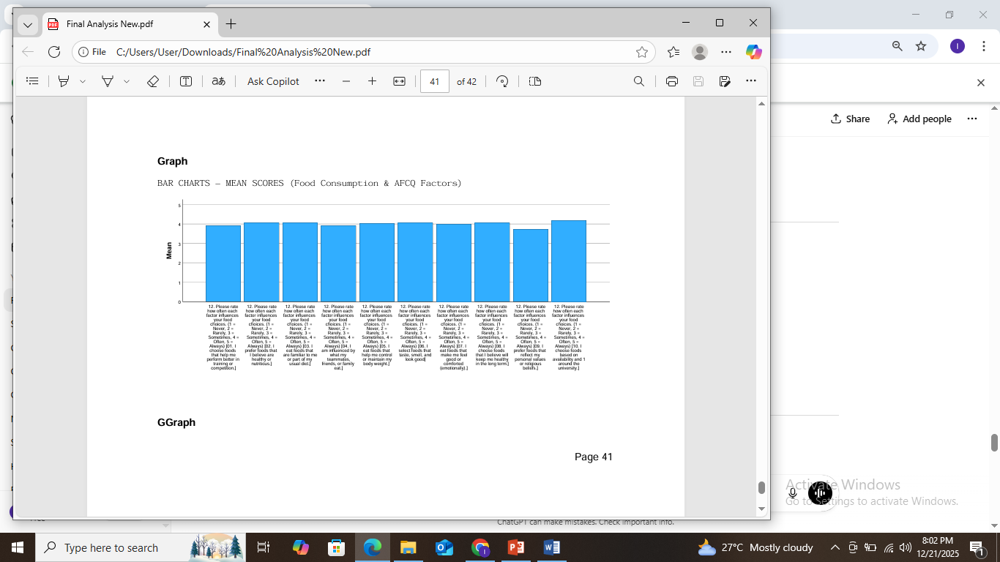 Final Analysis New.pdf
File C:/Users/User/Downloads/Final%20Analysis%20New.pdf
Ask Copilot 41 of 42
Share Add people
Graph
BAR CHARTS – MEAN SCORES (Food Consumption & AFCQ Factors)
Mean
5
4
3
2
1
0
12. Please rate how often each factor influences your food choices. (1 = Never, 2 = Rarely, 3 = Sometimes, 4 = Often, 5 = Always) [01. I choose foods that help me perform better in training or competition.]
12. Please rate how often each factor influences your food choices. (1 = Never, 2 = Rarely, 3 = Sometimes, 4 = Often, 5 = Always) [02. I prefer foods that I believe are healthy or nutritious.]
12. Please rate how often each factor influences your food choices. (1 = Never, 2 = Rarely, 3 = Sometimes, 4 = Often, 5 = Always) [03. I eat foods that are familiar to me or part of my usual diet.]
12. Please rate how often each factor influences your food choices. (1 = Never, 2 = Rarely, 3 = Sometimes, 4 = Often, 5 = Always) [04. I am influenced by what my teammates, friends, or family eat.]
12. Please rate how often each factor influences your food choices. (1 = Never, 2 = Rarely, 3 = Sometimes, 4 = Often, 5 = Always) [05. I eat foods that help me control or maintain my body weight.]
12. Please rate how often each factor influences your food choices. (1 = Never, 2 = Rarely, 3 = Sometimes, 4 = Often, 5 = Always) [06. I select foods that taste, smell, and look good]
12. Please rate how often each factor influences your food choices. (1 = Never, 2 = Rarely, 3 = Sometimes, 4 = Often, 5 = Always) [07. I eat foods that make me feel good or comforted (emotionally).]
12. Please rate how often each factor influences your food choices. (1 = Never, 2 = Rarely, 3 = Sometimes, 4 = Often, 5 = Always) [08. I choose foods that I believe will keep me healthy in the long term.]
12. Please rate how often each factor influences your food choices. (1 = Never, 2 = Rarely, 3 = Sometimes, 4 = Often, 5 = Always) [09. I prefer foods that reflect my personal values or religious beliefs.]
12. Please rate how often each factor influences your food choices. (1 = Never, 2 = Rarely, 3 = Sometimes, 4 = Often, 5 = Always) [10. I choose foods based on availability and 1 around the university.]
GGraph
Page 41
Activate Windows
Go to Settings to activate Windows.
ChatGPT can make mistakes. Check important info.
Type here to search
27°C Mostly cloudy
8:02 PM
12/21/2025